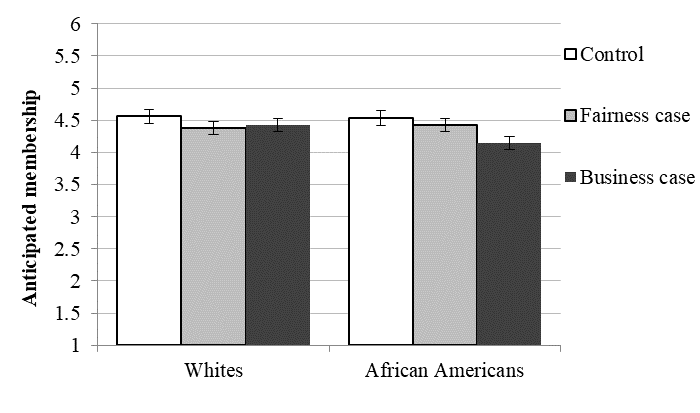 Anticipated membership
6
5.5
5
4.5
4
3.5
3
2.5
2
1.5
1
Whites
African Americans
Control
Fairness case
Business case